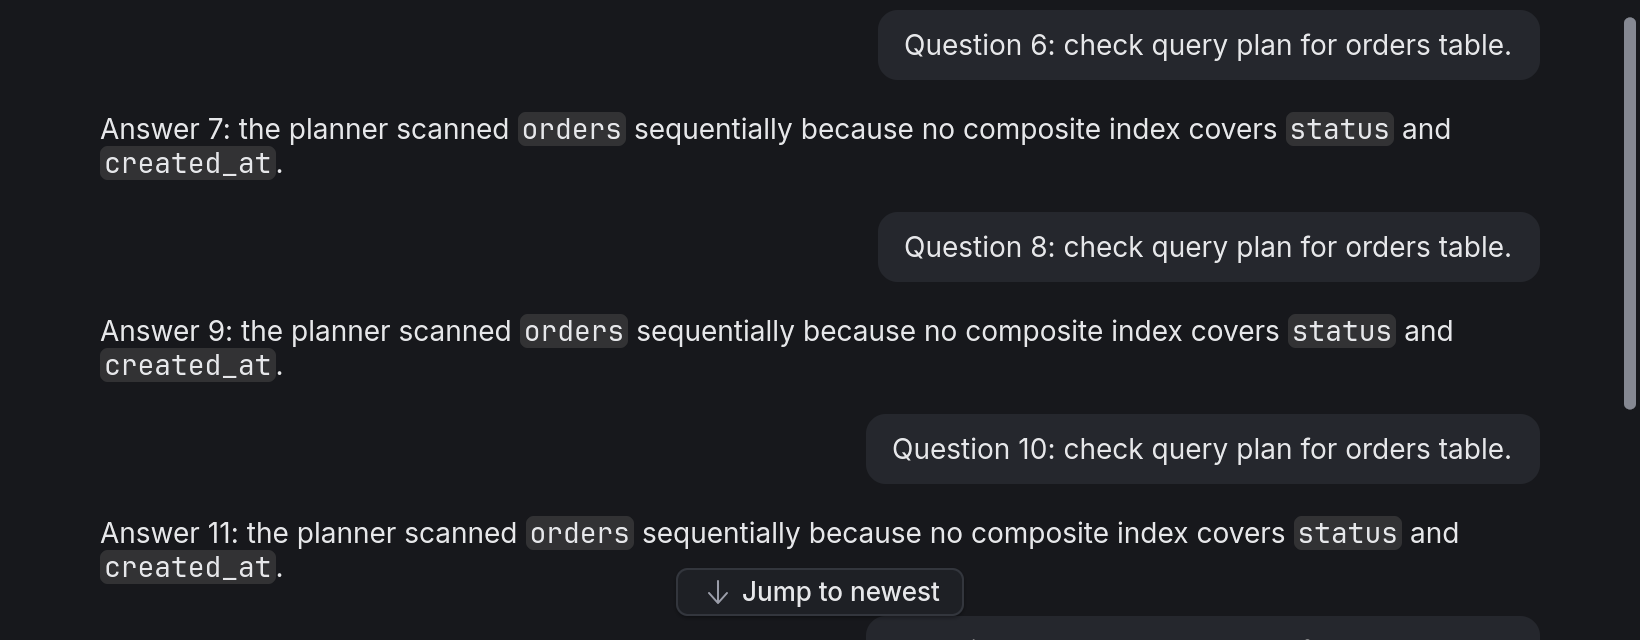 Question 6: check query plan for orders table.
Answer 7: the planner scanned orders sequentially because no composite index covers status and
created_at.
Question 8: check query plan for orders table.
Answer 9: the planner scanned orders sequentially because no composite index covers status and
created_at.
Question 10: check query plan for orders table.
Answer 11: the planner scanned orders sequentially because no composite index covers status and
created_at.
Jump to newest